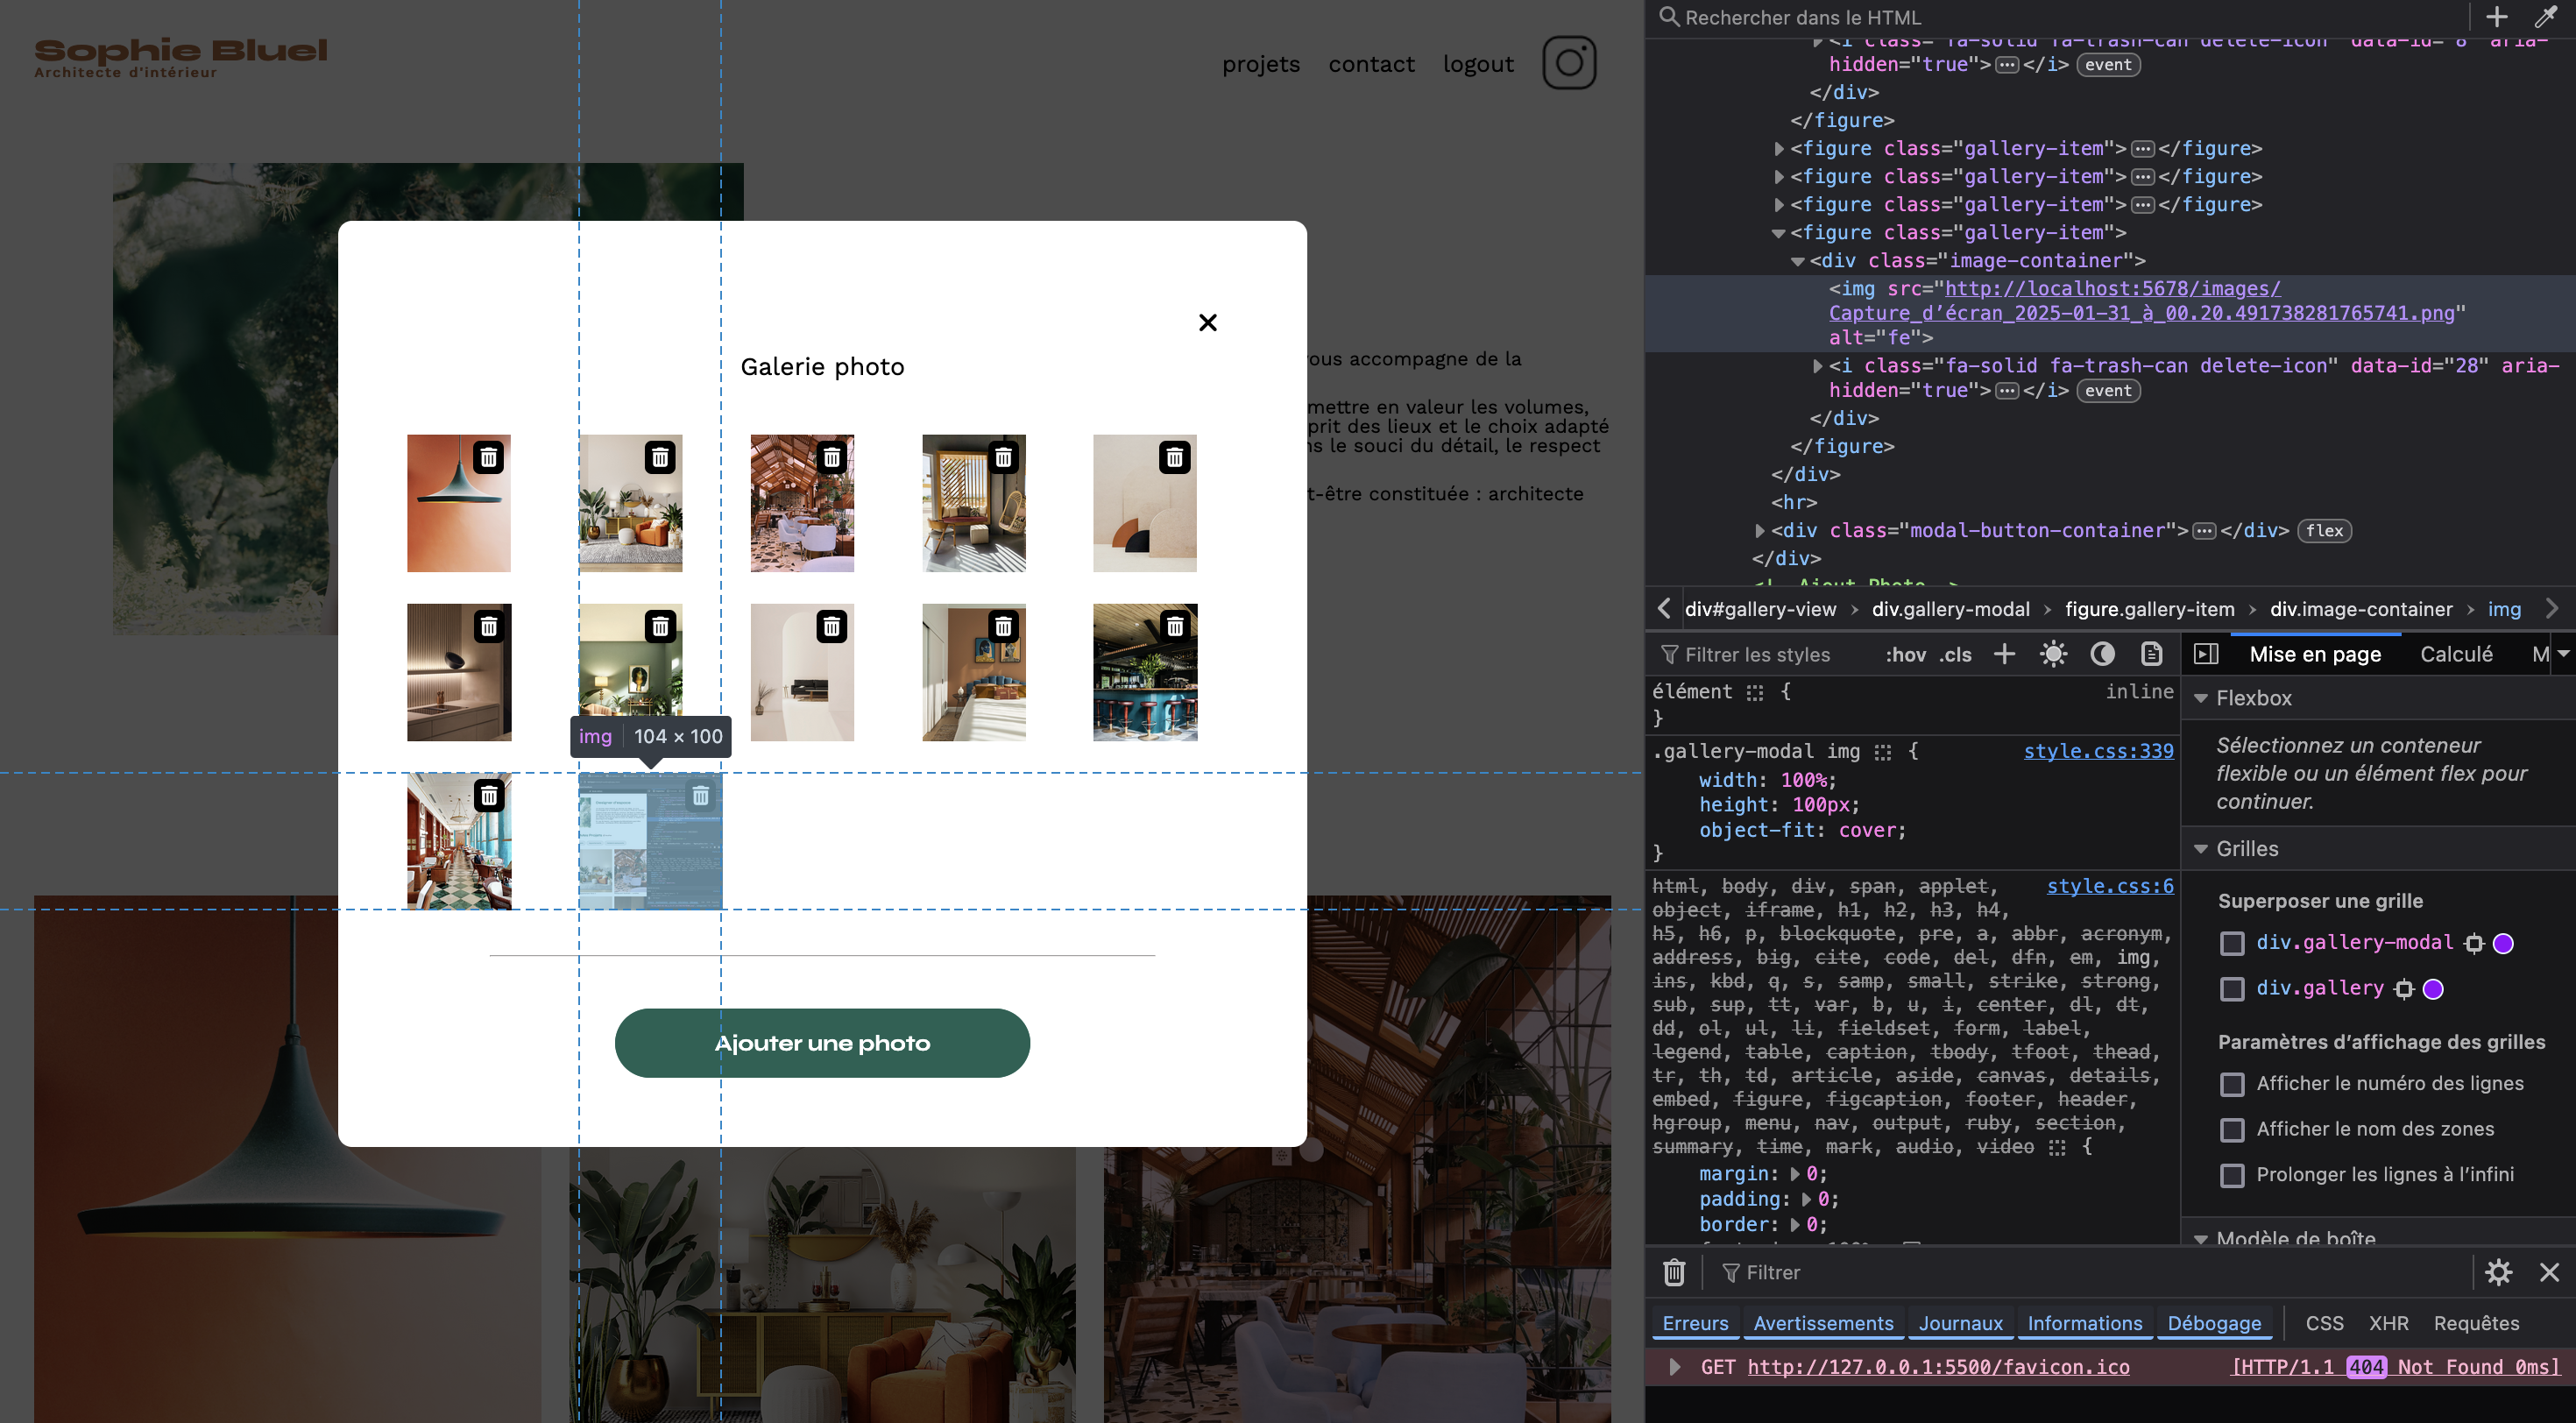 Sophie Bluel
Architecte d'intérieur
projets
contact
logout
ous accompagne de la
mettre en valeur les volumes,
prit des lieux et le choix adapté
s le souci du détail, le respect
t-être constituée : architecte
Galerie photo
img
104 × 100
Ajouter une photo
Rechercher dans le HTML
<i class="fa-solid fa-trash-can delete-icon" data-id="8" aria-
hidden="true"></i> event
</div>
</figure>
<figure class="gallery-item"></figure>
<figure class="gallery-item"></figure>
<figure class="gallery-item"></figure>
<figure class="gallery-item">
<div class="image-container">
<img src="http://localhost:5678/images/
Capture_d’écran_2025-01-31_à_00.20.491738281765741.png"
alt="fe">
<i class="fa-solid fa-trash-can delete-icon" data-id="28" aria-
hidden="true"></i> event
</div>
</figure>
</div>
<hr>
<div class="modal-button-container"></div> flex
</div>
<!-- Ajout Photo -->
div#gallery-view
div.gallery-modal
figure.gallery-item
div.image-container
img
Filtrer les styles
:hov
.cls
élément {
inline
}
.gallery-modal img {
style.css:339
width: 100%;
height: 100px;
object-fit: cover;
}
html, body, div, span, applet,
style.css:6
object, iframe, h1, h2, h3, h4,
h5, h6, p, blockquote, pre, a, abbr, acronym,
address, big, cite, code, del, dfn, em, img,
ins, kbd, q, s, samp, small, strike, strong,
sub, sup, tt, var, b, u, i, center, dl, dt,
dd, ol, ul, li, fieldset, form, label,
legend, table, caption, tbody, tfoot, thead,
tr, th, td, article, aside, canvas, details,
embed, figure, figcaption, footer, header,
hgroup, menu, nav, output, ruby, section,
summary, time, mark, audio, video {
margin: 0;
padding: 0;
border: 0;
Mise en page
Calculé
M
Flexbox
Sélectionnez un conteneur
flexible ou un élément flex pour
continuer.
Grilles
Superposer une grille
div.gallery-modal
div.gallery
Paramètres d’affichage des grilles
Afficher le numéro des lignes
Afficher le nom des zones
Prolonger les lignes à l’infini
Modèle de boîte
Filtrer
Erreurs
Avertissements
Journaux
Informations
Débogage
CSS
XHR
Requêtes
GET http://127.0.0.1:5500/favicon.ico
[HTTP/1.1 404 Not Found 0ms]